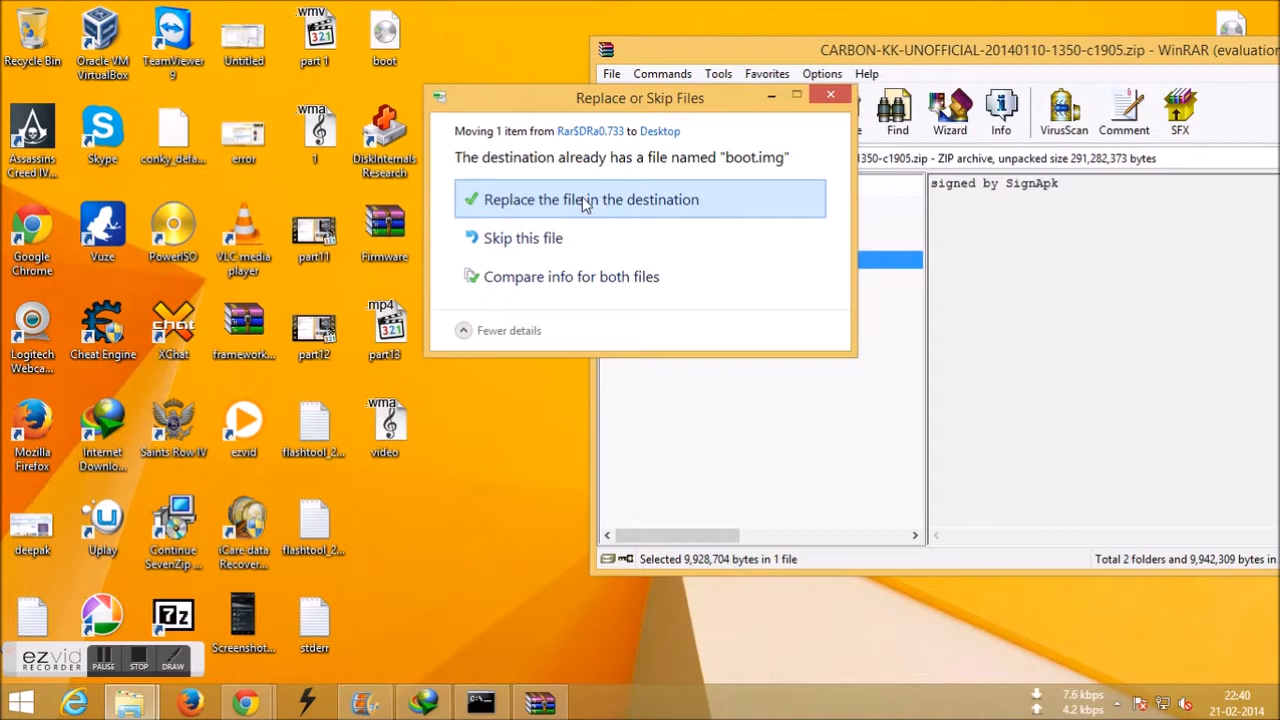 Recycle Bin
Oracle VM
VirtualBox
TeamViewer
9
Untitled
.wmv
321
part 1
boot
Assassins
Creed IV...
Skype
conky_defa...
error
.wma
1
DiskInternals
Research
Google
Chrome
Vuze
PowerISO
VLC media
player
part11
Firmware
Logitech
Webca...
Cheat Engine
chat
XChat
framework...
part12
.mp4
321
part13
Mozilla
Firefox
Internet
Downlo...
Saints Row IV
ezvid
flashtool_2...
.wma
video
deepak
Uplay
Continue
SevenZip ...
iCare data
Recover...
flashtool_2...
7z
Screenshot...
stderr
ezvid
RECORDER
PAUSE
STOP
DRAW
Replace or Skip Files
Moving 1 item from Rar$DRa0.733 to Desktop
The destination already has a file named "boot.img"
Replace the file in the destination
Skip this file
Compare info for both files
Fewer details
CARBON-KK-UNOFFICIAL-20140110-1350-c1905.zip - WinRAR (evaluation
File Commands Tools Favorites Options Help
Find Wizard Info VirusScan Comment SFX
1350-c1905.zip - ZIP archive, unpacked size 291,282,373 bytes
signed by SignApk
Selected 9,928,704 bytes in 1 file
Total 2 folders and 9,942,309 bytes in
7.6 kbps
4.2 kbps
22:40
21-02-2014